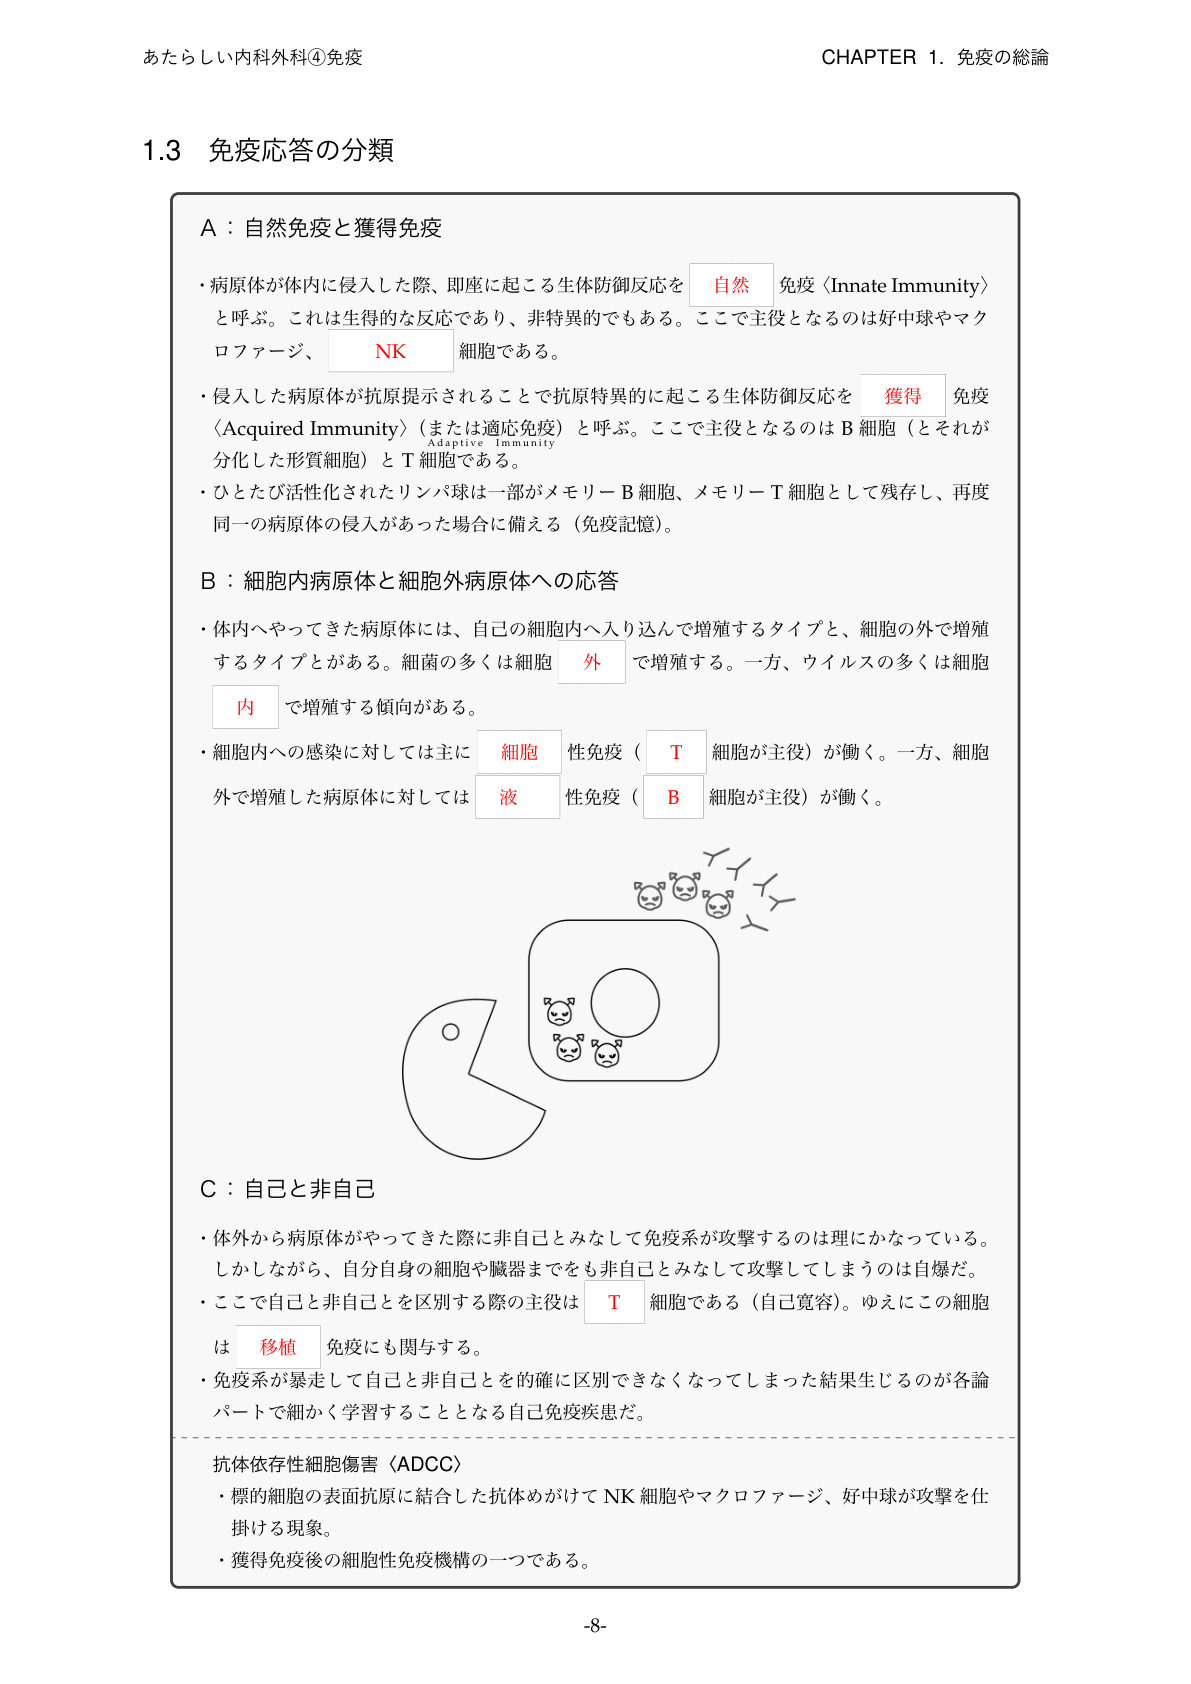 あたらしい内科外科④免疫
CHAPTER 1. 免疫の総論
1.3 免疫応答の分類
A：自然免疫と獲得免疫
・病原体が体内に侵入した際、即座に起こる生体防御反応を 自然 免疫〈Innate Immunity〉
と呼ぶ。これは生得的な反応であり、非特異的でもある。ここで主役となるのは好中球やマク
ロファージ、 NK 細胞である。
・侵入した病原体が抗原提示されることで抗原特異的に起こる生体防御反応を 獲得 免疫
〈Acquired Immunity〉（または適応免疫）と呼ぶ。ここで主役となるのは B 細胞（とそれが
Adaptive Immunity
分化した形質細胞）と T 細胞である。
・ひとたび活性化されたリンパ球は一部がメモリー B 細胞、メモリー T 細胞として残存し、再度
同一の病原体の侵入があった場合に備える（免疫記憶）。
B：細胞内病原体と細胞外病原体への応答
・体内へやってきた病原体には、自己の細胞内へ入り込んで増殖するタイプと、細胞の外で増殖
するタイプとがある。細菌の多くは細胞 外 で増殖する。一方、ウイルスの多くは細胞
内 で増殖する傾向がある。
・細胞内への感染に対しては主に 細胞 性免疫（ T 細胞が主役）が働く。一方、細胞
外で増殖した病原体に対しては 液 性免疫（ B 細胞が主役）が働く。
C：自己と非自己
・体外から病原体がやってきた際に非自己とみなして免疫系が攻撃するのは理にかなっている。
しかしながら、自分自身の細胞や臓器までをも非自己とみなして攻撃してしまうのは自爆だ。
・ここで自己と非自己とを区別する際の主役は T 細胞である（自己寛容）。ゆえにこの細胞
は 移植 免疫にも関与する。
・免疫系が暴走して自己と非自己とを的確に区別できなくなってしまった結果生じるのが各論
パートで細かく学習することとなる自己免疫疾患だ。
抗体依存性細胞傷害〈ADCC〉
・標的細胞の表面抗原に結合した抗体めがけて NK 細胞やマクロファージ、好中球が攻撃を仕
掛ける現象。
・獲得免疫後の細胞性免疫機構の一つである。
-8-